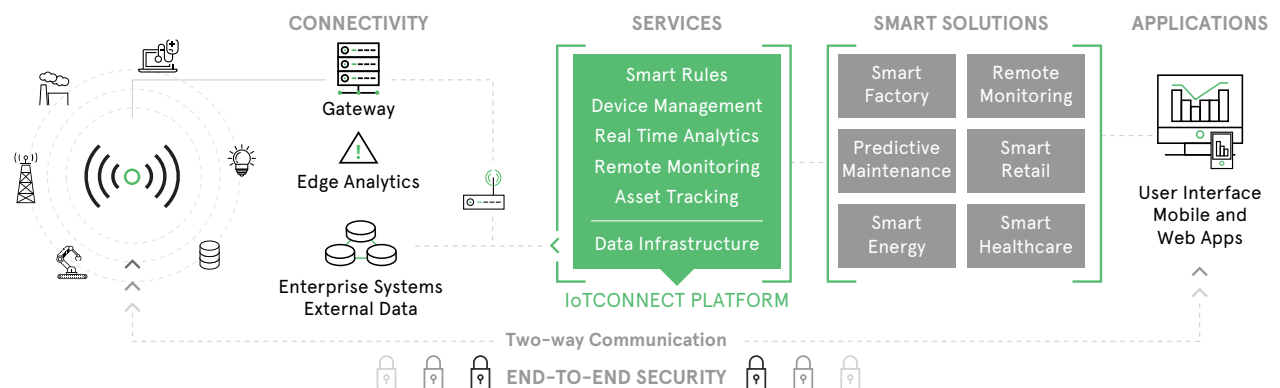 CONNECTIVITY
Gateway
Edge Analytics
Enterprise Systems
External Data
SERVICES
Smart Rules
Device Management
Real Time Analytics
Remote Monitoring
Asset Tracking
Data Infrastructure
IoTCONNECT PLATFORM
SMART SOLUTIONS
Smart
Factory
Remote
Monitoring
Predictive
Maintenance
Smart
Retail
Smart
Energy
Smart
Healthcare
APPLICATIONS
User Interface
Mobile and
Web Apps
Two-way Communication
END-TO-END SECURITY